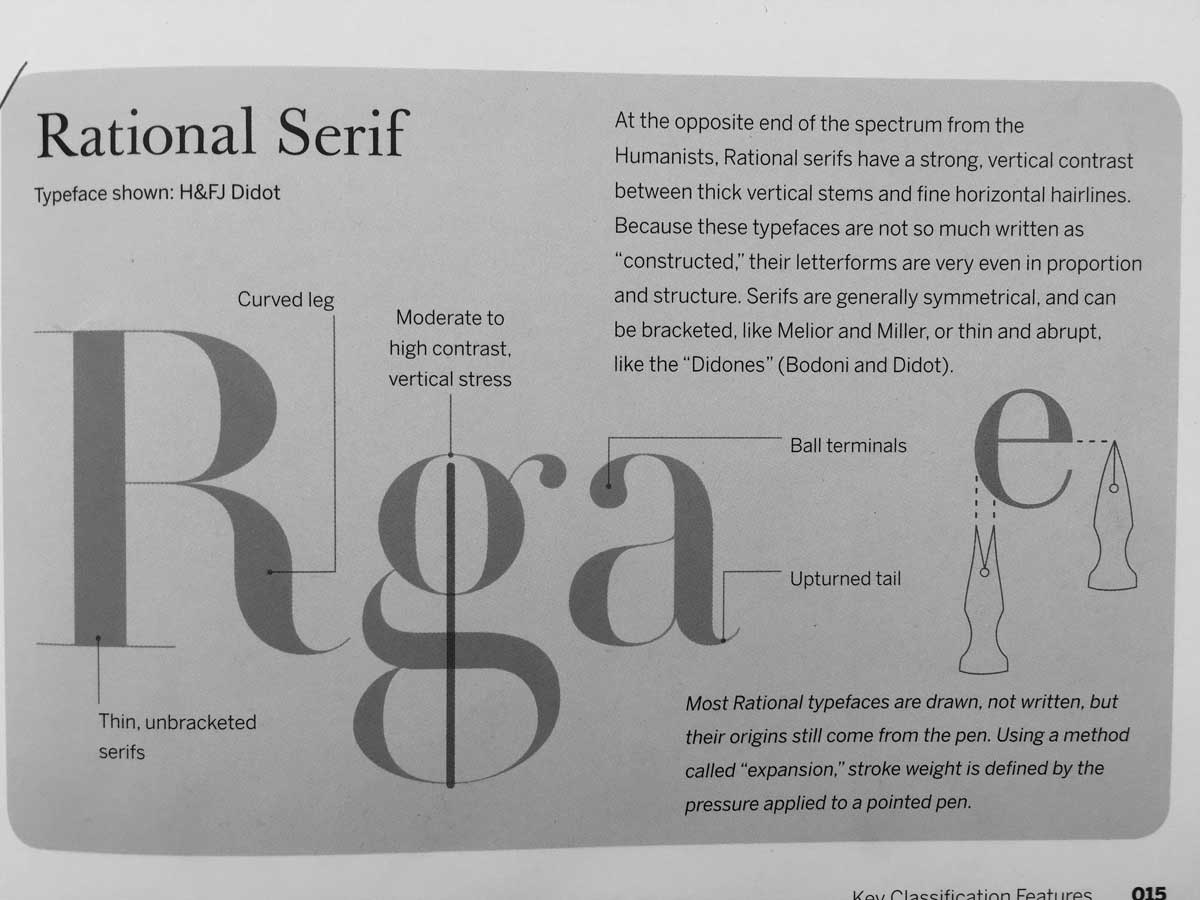 Rational Serif
Typeface shown: H&FJ Didot
At the opposite end of the spectrum from the
Humanists, Rational serifs have a strong, vertical contrast
between thick vertical stems and fine horizontal hairlines.
Because these typefaces are not so much written as
“constructed,” their letterforms are very even in proportion
and structure. Serifs are generally symmetrical, and can
be bracketed, like Melior and Miller, or thin and abrupt,
like the “Didones” (Bodoni and Didot).
Curved leg
Moderate to
high contrast,
vertical stress
Ball terminals
Upturned tail
Rga
e
Thin, unbracketed
serifs
Most Rational typefaces are drawn, not written, but
their origins still come from the pen. Using a method
called “expansion,” stroke weight is defined by the
pressure applied to a pointed pen.
Key Classification Features 015